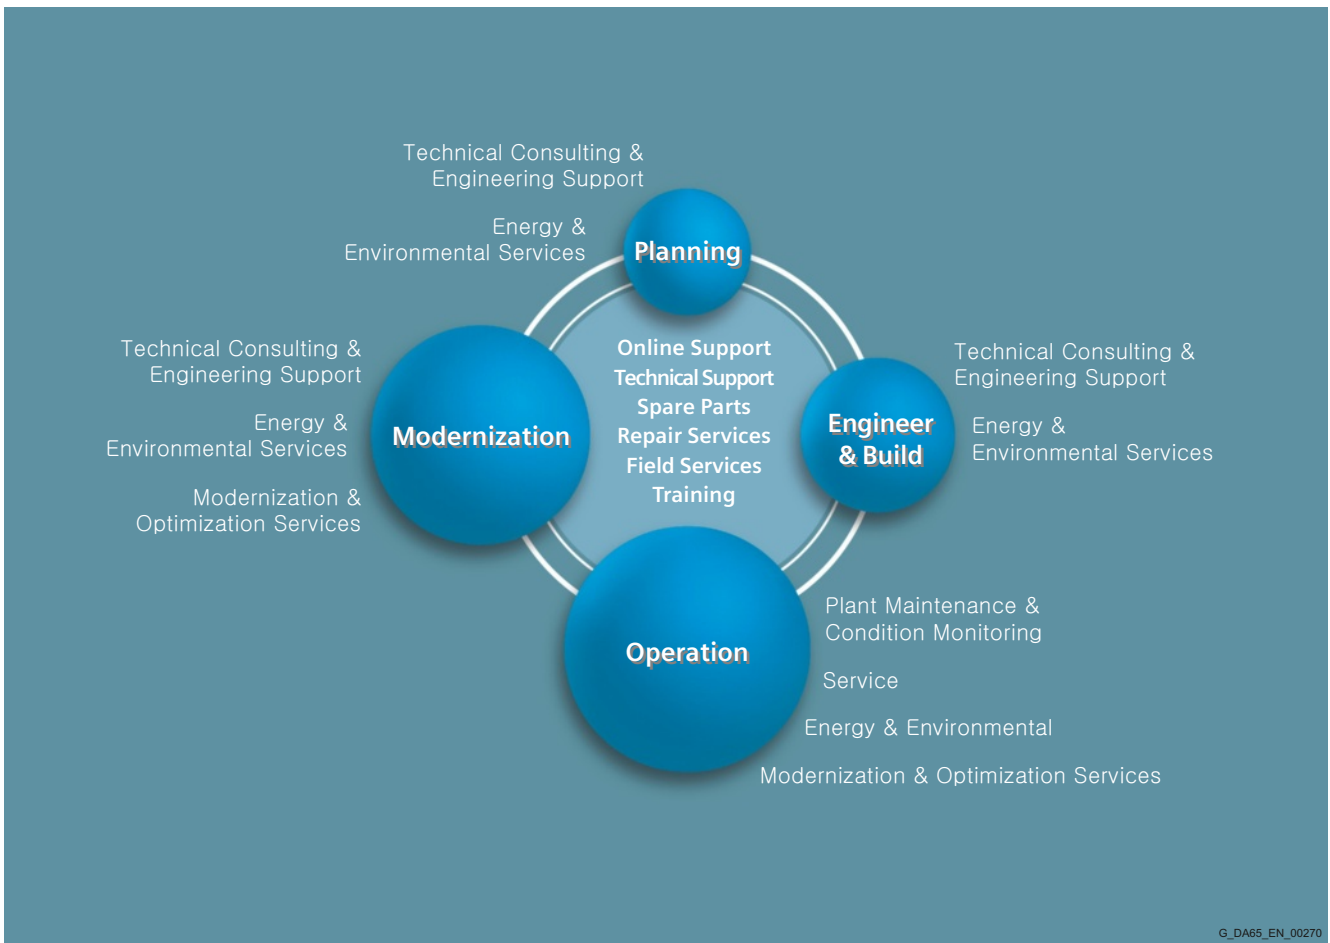 Technical Consulting &
Engineering Support
Energy &
Environmental Services
Planning
Technical Consulting &
Engineering Support
Energy &
Environmental Services
Modernization &
Optimization Services
Modernization
Online Support
Technical Support
Spare Parts
Repair Services
Field Services
Training
Engineer
& Build
Technical Consulting &
Engineering Support
Energy &
Environmental Services
Operation
Plant Maintenance &
Condition Monitoring
Service
Energy & Environmental
Modernization & Optimization Services
G_DA65_EN_00270